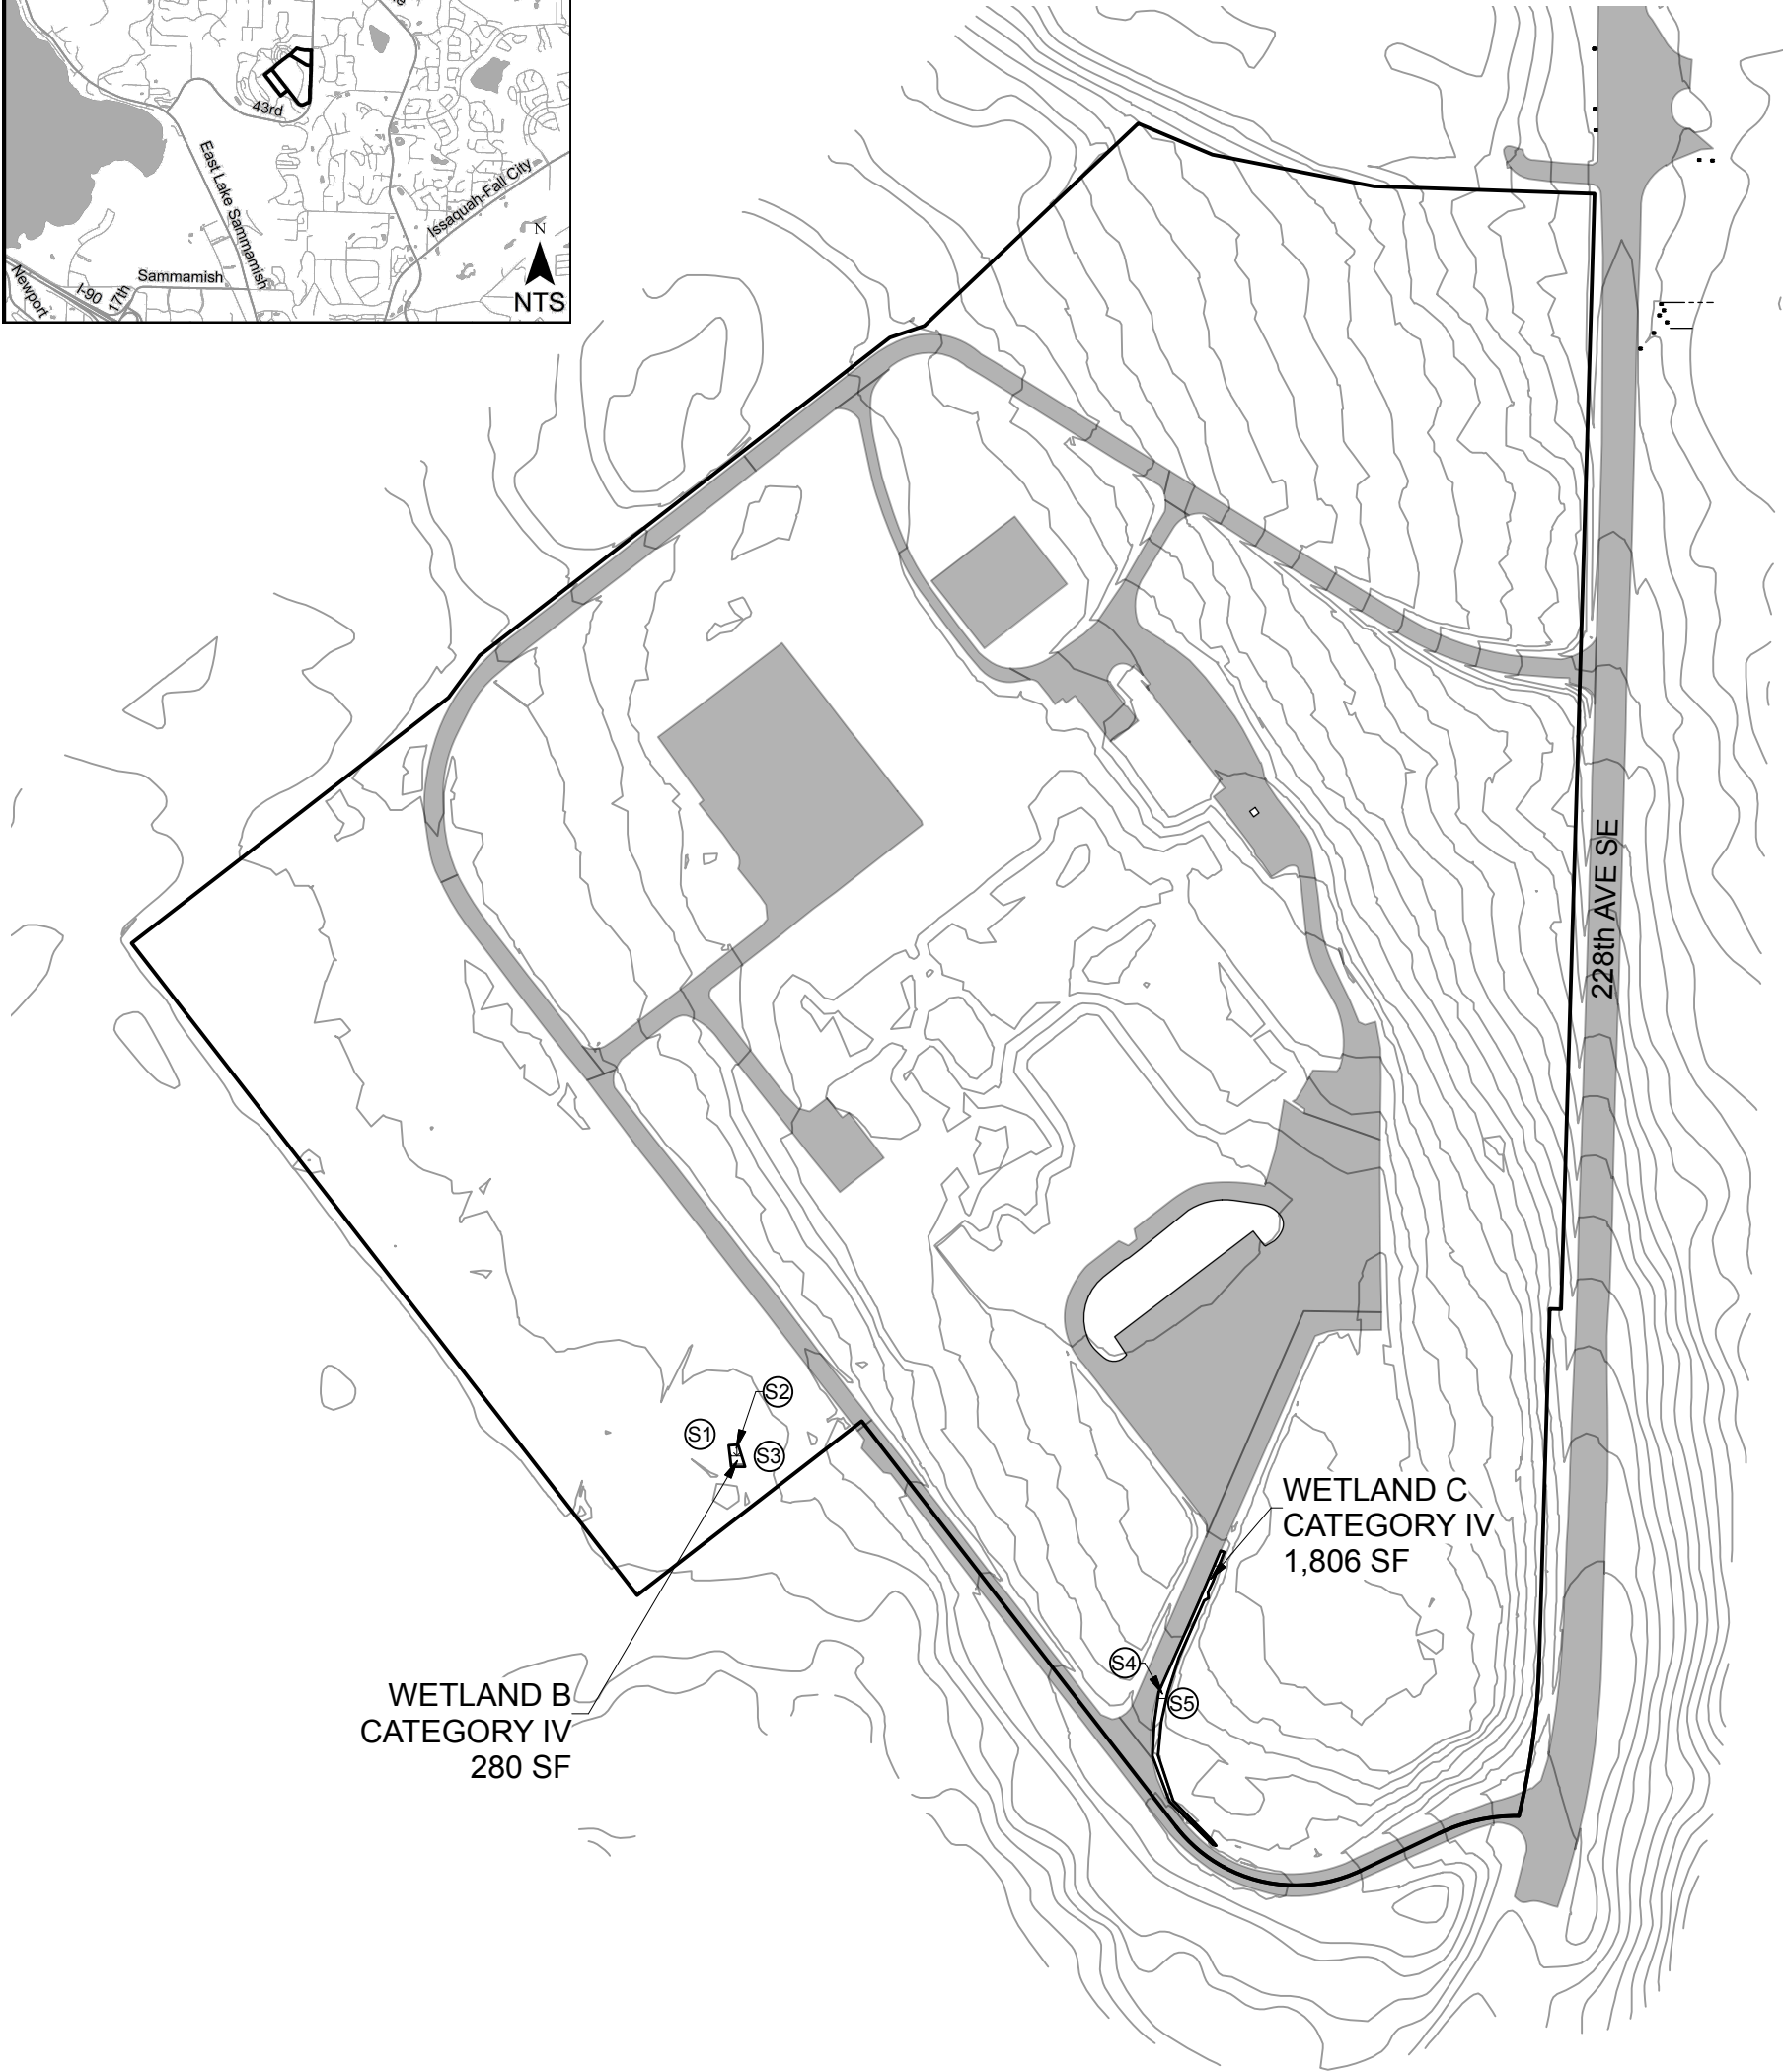 43rd
East Lake Sammamish
Issaquah-Fall City
N
NTS
Sammamish
I-90
17th
Newport
228th AVE SE
S2
S1
S3
WETLAND C
CATEGORY IV
1,806 SF
S4
S5
WETLAND B
CATEGORY IV
280 SF